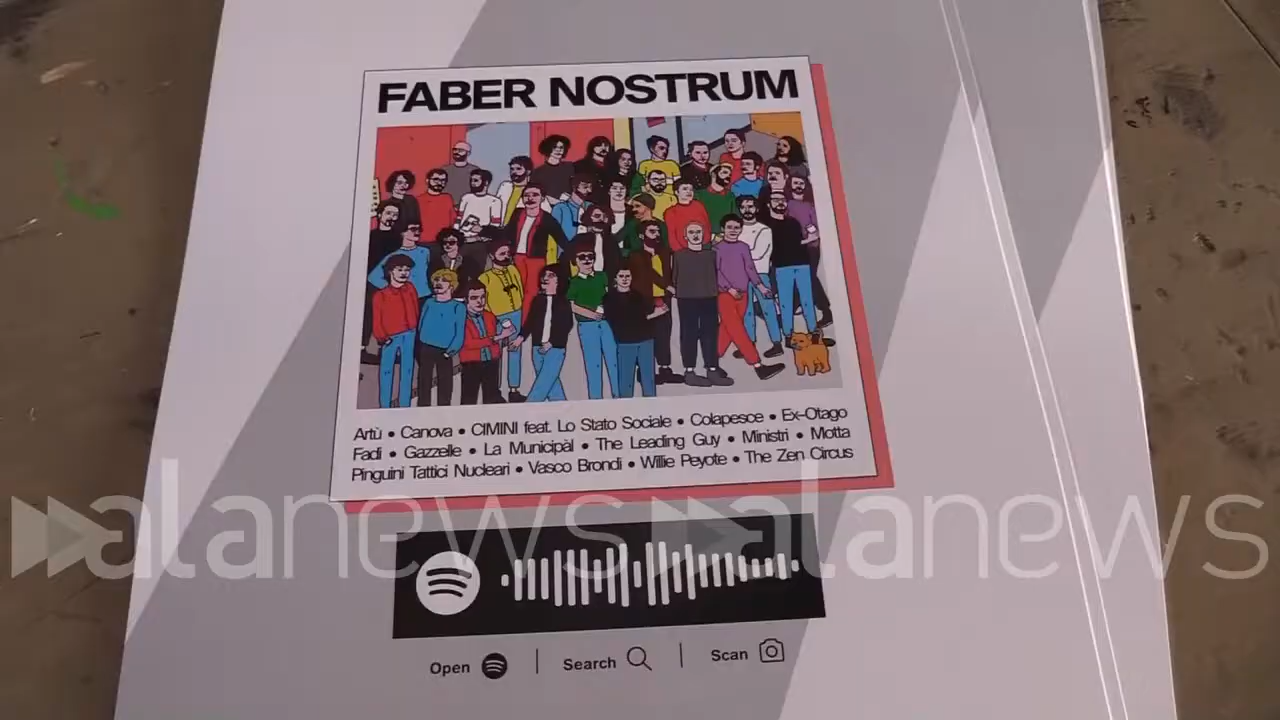 FABER NOSTRUM
Artù • Canova • CIMINI feat. Lo Stato Sociale • Colapesce • Ex-Otago
Fadi • Gazzelle • La Municipàl • The Leading Guy • Ministri • Motta
Pinguini Tattici Nucleari • Vasco Brondi • Willie Peyote • The Zen Circus
alanews alanews
Open | Search | Scan